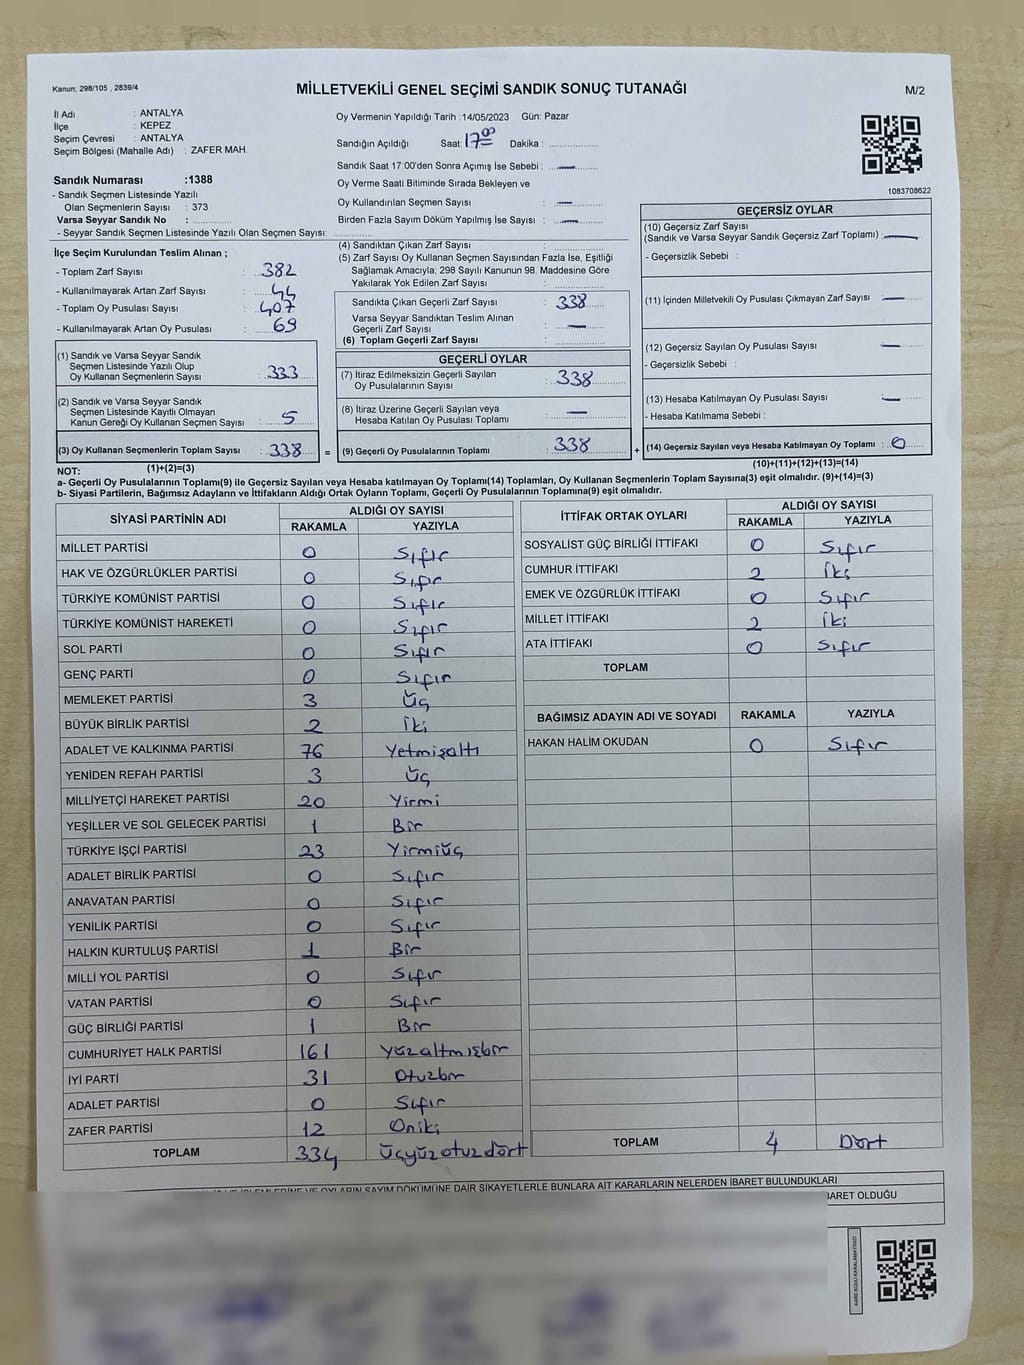 Kanun; 298/105 , 2839/4
MİLLETVEKİLİ GENEL SEÇİMİ SANDIK SONUÇ TUTANAĞI
M/2
İl Adı : ANTALYA
İlçe : KEPEZ
Seçim Çevresi : ANTALYA
Seçim Bölgesi (Mahalle Adı) : ZAFER MAH.
Oy Vermenin Yapıldığı Tarih :14/05/2023 Gün: Pazar
Sandığın Açıldığı Saat: 17:00 Dakika :
Sandık Saat 17:00'den Sonra Açımış İse Sebebi : —
Oy Verme Saati Bitiminde Sırada Bekleyen ve
Oy Kullandırılan Seçmen Sayısı : —
Birden Fazla Sayım Döküm Yapılmış İse Sayısı : —
1083708622
Sandık Numarası :1388
- Sandık Seçmen Listesinde Yazılı
Olan Seçmenlerin Sayısı : 373
Varsa Seyyar Sandık No :
- Seyyar Sandık Seçmen Listesinde Yazılı Olan Seçmen Sayısı:
İlçe Seçim Kurulundan Teslim Alınan ;
- Toplam Zarf Sayısı : 382
- Kullanılmayarak Artan Zarf Sayısı : 44
- Toplam Oy Pusulası Sayısı : 407
- Kullanılmayarak Artan Oy Pusulası : 69
(1) Sandık ve Varsa Seyyar Sandık
Seçmen Listesinde Yazılı Olup
Oy Kullanan Seçmenlerin Sayısı : 333
(2) Sandık ve Varsa Seyyar Sandık
Seçmen Listesinde Kayıtlı Olmayan
Kanun Gereği Oy Kullanan Seçmen Sayısı : 5
(3) Oy Kullanan Seçmenlerin Toplam Sayısı : 338 =
(1)+(2)=(3)
(4) Sandıktan Çıkan Zarf Sayısı :
(5) Zarf Sayısı Oy Kullanan Seçmen Sayısından Fazla İse, Eşitliği
Sağlamak Amacıyla; 298 Sayılı Kanunun 98. Maddesine Göre
Yakılarak Yok Edilen Zarf Sayısı :
Sandıkta Çıkan Geçerli Zarf Sayısı : 338
Varsa Seyyar Sandıktan Teslim Alınan
Geçerli Zarf Sayısı : —
(6) Toplam Geçerli Zarf Sayısı :
GEÇERLİ OYLAR
(7) İtiraz Edilmeksizin Geçerli Sayılan
Oy Pusulalarının Sayısı : 338
(8) İtiraz Üzerine Geçerli Sayılan veya
Hesaba Katılan Oy Pusulası Toplamı : —
(9) Geçerli Oy Pusulalarının Toplamı : 338 +
GEÇERSİZ OYLAR
(10) Geçersiz Zarf Sayısı
(Sandık ve Varsa Seyyar Sandık Geçersiz Zarf Toplamı) : —
- Geçersizlik Sebebi :
(11) İçinden Milletvekili Oy Pusulası Çıkmayan Zarf Sayısı : —
(12) Geçersiz Sayılan Oy Pusulası Sayısı : —
- Geçersizlik Sebebi :
(13) Hesaba Katılmayan Oy Pusulası Sayısı : —
- Hesaba Katılmama Sebebi :
(14) Geçersiz Sayılan veya Hesaba Katılmayan Oy Toplamı : 0
(10)+(11)+(12)+(13)=(14)
NOT:
a- Geçerli Oy Pusulalarının Toplamı(9) ile Geçersiz Sayılan veya Hesaba katılmayan Oy Toplamı(14) Toplamları, Oy Kullanan Seçmenlerin Toplam Sayısına(3) eşit olmalıdır. (9)+(14)=(3)
b- Siyasi Partilerin, Bağımsız Adayların ve İttifakların Aldığı Ortak Oyların Toplamı, Geçerli Oy Pusulalarının Toplamına(9) eşit olmalıdır.
SİYASİ PARTİNİN ADI ALDIĞI OY SAYISI
RAKAMLA YAZIYLA
MİLLET PARTİSİ 0 Sıfır
HAK VE ÖZGÜRLÜKLER PARTİSİ 0 Sıfır
TÜRKİYE KOMÜNİST PARTİSİ 0 Sıfır
TÜRKİYE KOMÜNİST HAREKETİ 0 Sıfır
SOL PARTİ 0 Sıfır
GENÇ PARTİ 0 Sıfır
MEMLEKET PARTİSİ 3 Üç
BÜYÜK BİRLİK PARTİSİ 2 İki
ADALET VE KALKINMA PARTİSİ 76 Yetmişaltı
YENİDEN REFAH PARTİSİ 3 Üç
MİLLİYETÇİ HAREKET PARTİSİ 20 Yirmi
YEŞİLLER VE SOL GELECEK PARTİSİ 1 Bir
TÜRKİYE İŞÇİ PARTİSİ 23 Yirmiüç
ADALET BİRLİK PARTİSİ 0 Sıfır
ANAVATAN PARTİSİ 0 Sıfır
YENİLİK PARTİSİ 0 Sıfır
HALKIN KURTULUŞ PARTİSİ 1 Bir
MİLLİ YOL PARTİSİ 0 Sıfır
VATAN PARTİSİ 0 Sıfır
GÜÇ BİRLİĞİ PARTİSİ 1 Bir
CUMHURİYET HALK PARTİSİ 161 Yüzaltmışbir
İYİ PARTİ 31 Otuzbir
ADALET PARTİSİ 0 Sıfır
ZAFER PARTİSİ 12 Oniki
TOPLAM 334 Üçyüzotuzdört
İTTİFAK ORTAK OYLARI ALDIĞI OY SAYISI
RAKAMLA YAZIYLA
SOSYALİST GÜÇ BİRLİĞİ İTTİFAKI 0 Sıfır
CUMHUR İTTİFAKI 2 İki
EMEK VE ÖZGÜRLÜK İTTİFAKI 0 Sıfır
MİLLET İTTİFAKI 2 İki
ATA İTTİFAKI 0 Sıfır
TOPLAM
BAĞIMSIZ ADAYIN ADI VE SOYADI RAKAMLA YAZIYLA
HAKAN HALİM OKUDAN 0 Sıfır
TOPLAM 4 Dört
OYLARIN SAYIM DÖKÜMÜNE DAİR ŞİKAYETLERLE BUNLARA AİT KARARLARIN NELERDEN İBARET BULUNDUKLARI
İBARET OLDUĞU